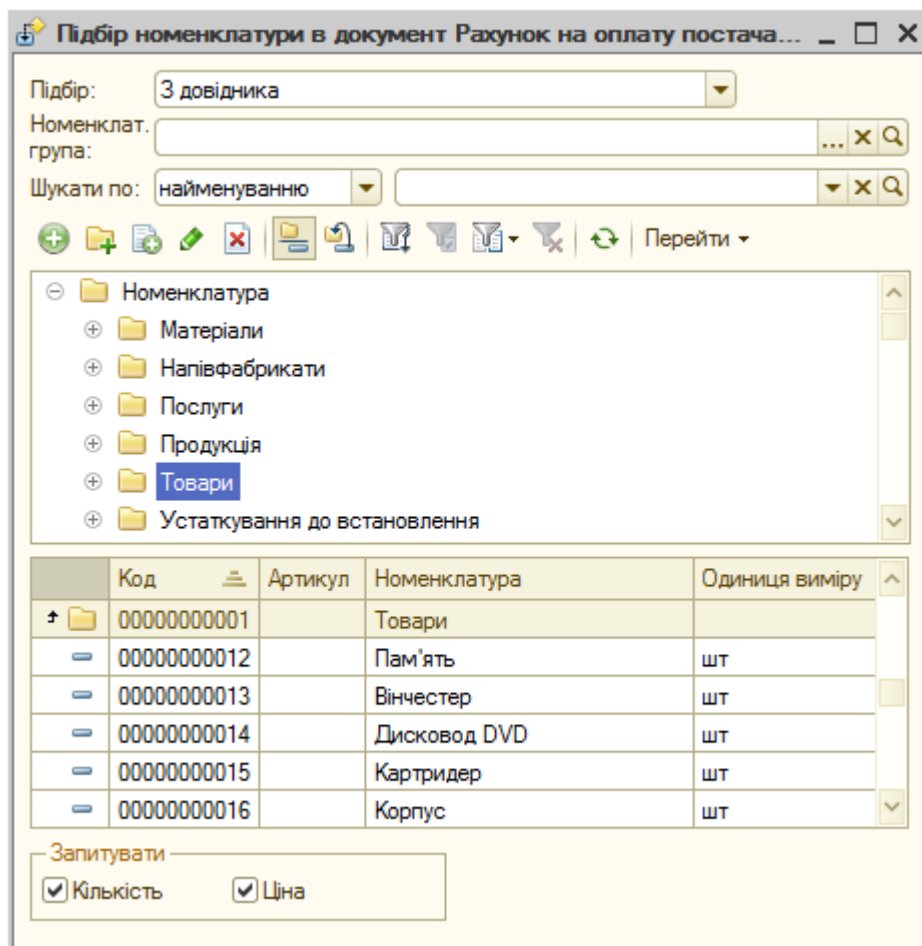 Підбір номенклатури в документ Рахунок на оплату постача...
Підбір: З довідника
Номенклат. група: ...
Шукати по: найменуванню
Перейти
Номенклатура
Матеріали
Напівфабрикати
Послуги
Продукція
Товари
Устаткування до встановлення
Код Артикул Номенклатура Одиниця виміру
00000000001 Товари
00000000012 Пам'ять шт
00000000013 Вінчестер шт
00000000014 Дисковод DVD шт
00000000015 Картридер шт
00000000016 Корпус шт
Запитувати
Кількість Ціна